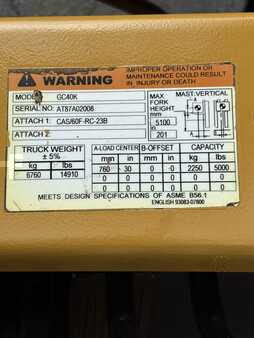 WARNING
IMPROPER OPERATION OR
MAINTENANCE COULD RESULT
IN INJURY OR DEATH
MODEL GC40K
SERIAL AT87A02008
ATTACH 1: CAS/60F-RC-23B
ATTACH 2:
MAX FORK HEIGHT
mm
5100
in
201
MAST: VERTICAL
TRUCK WEIGHT
± 5%
kg lbs
6760 14910
A-LOAD CENTER B-OFFSET CAPACITY
mm in mm in kg lbs
760 30 0 0 2250 5000
0 0 0 0 0 0
0 0 0 0 0 0
MEETS DESIGN SPECIFICATIONS OF ASME B56.1
ENGLISH 93083-07800